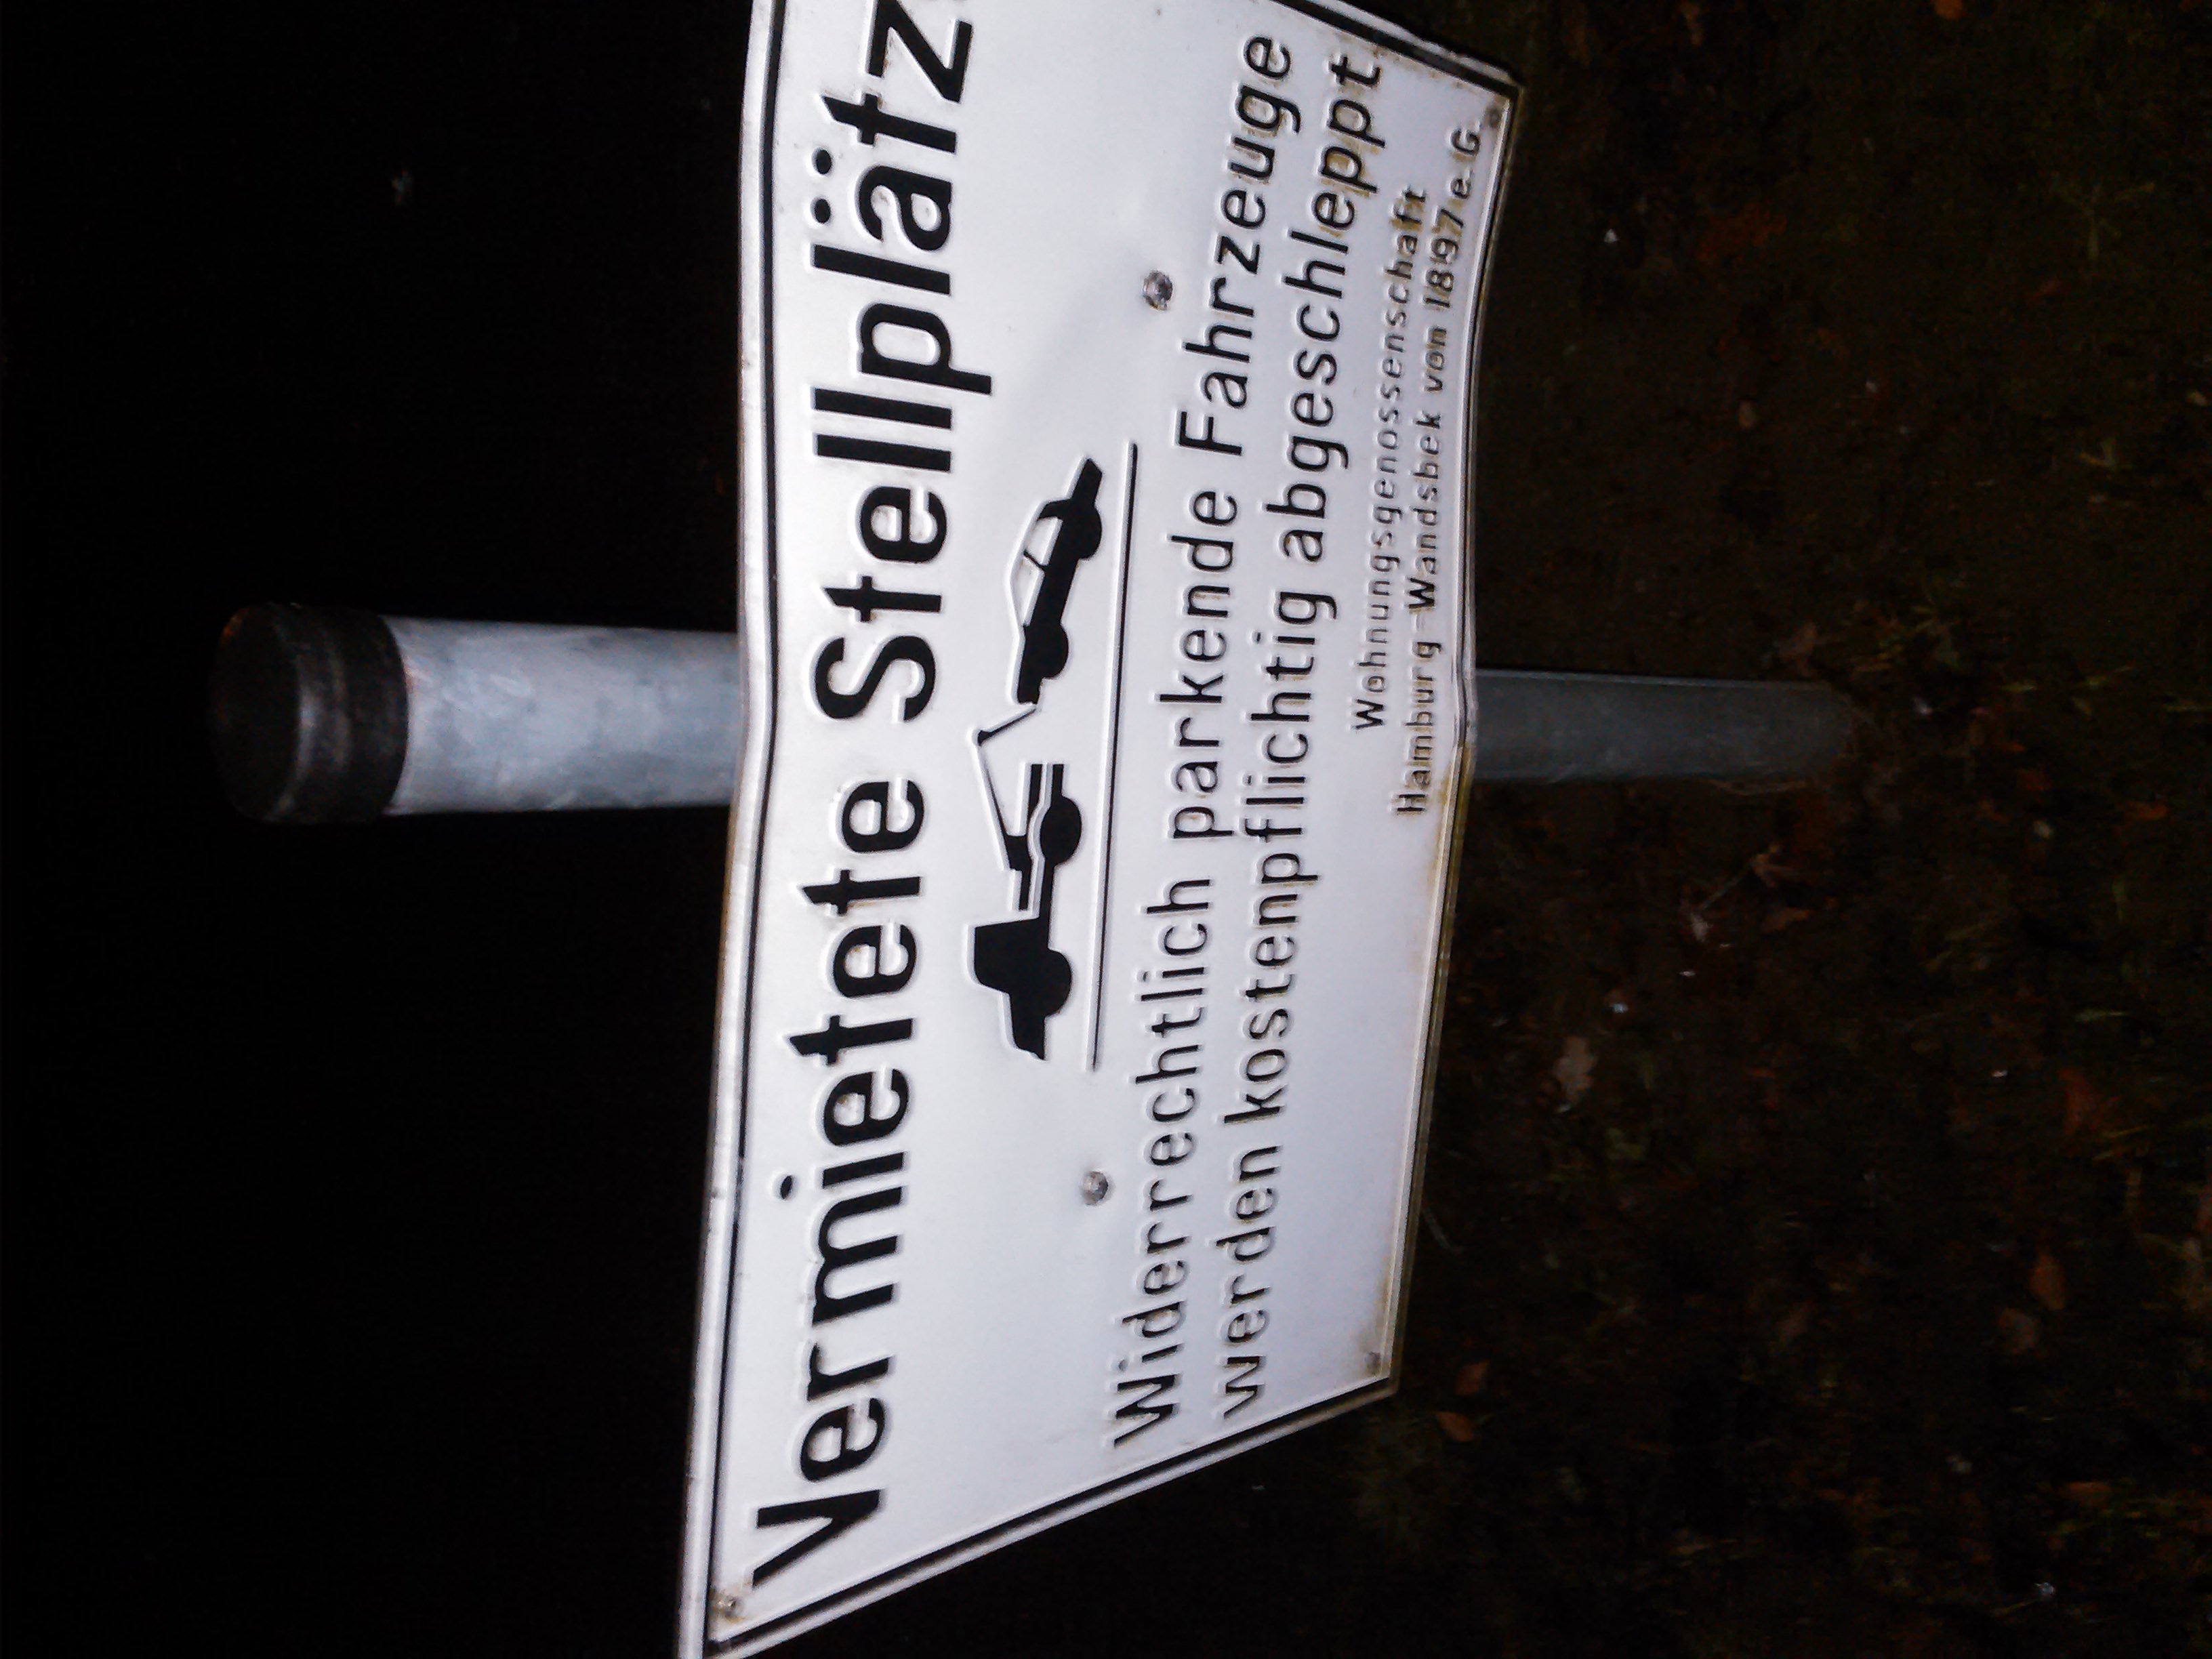 Vermietete Stellplätz
Widerrechtlich parkende Fahrzeuge
werden kostenpflichtig abgeschleppt
Wohnungsgenossenschaft
Hamburg-Wandsbek von 1897 e. G.